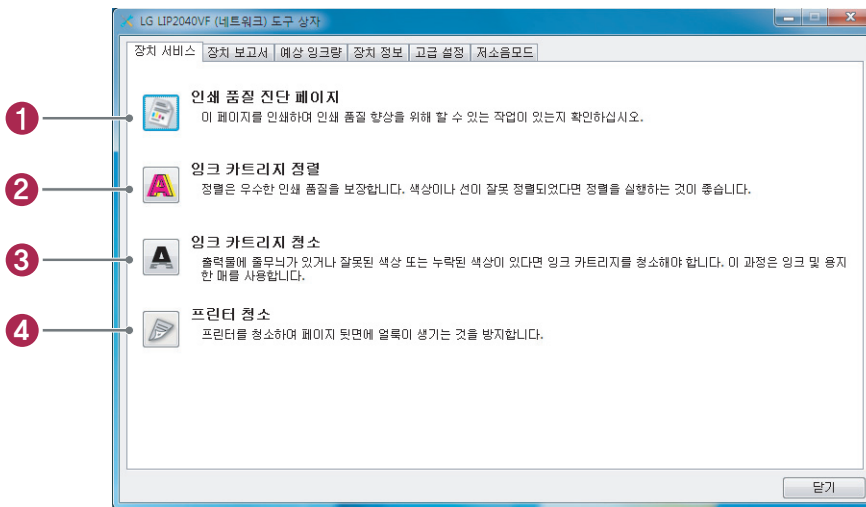 LG LIP2040VF (네트워크) 도구 상자
장치 서비스 장치 보고서 예상 잉크량 장치 정보 고급 설정 저소음모드
1
인쇄 품질 진단 페이지
이 페이지를 인쇄하여 인쇄 품질 향상을 위해 할 수 있는 작업이 있는지 확인하십시오.
2
잉크 카트리지 정렬
정렬은 우수한 인쇄 품질을 보장합니다. 색상이나 선이 잘못 정렬되었다면 정렬을 실행하는 것이 좋습니다.
3
잉크 카트리지 청소
출력물에 줄무늬가 있거나 잘못된 색상 또는 누락된 색상이 있다면 잉크 카트리지를 청소해야 합니다. 이 과정은 잉크 및 용지
한 매를 사용합니다.
4
프린터 청소
프린터를 청소하여 페이지 뒷면에 얼룩이 생기는 것을 방지합니다.
닫기